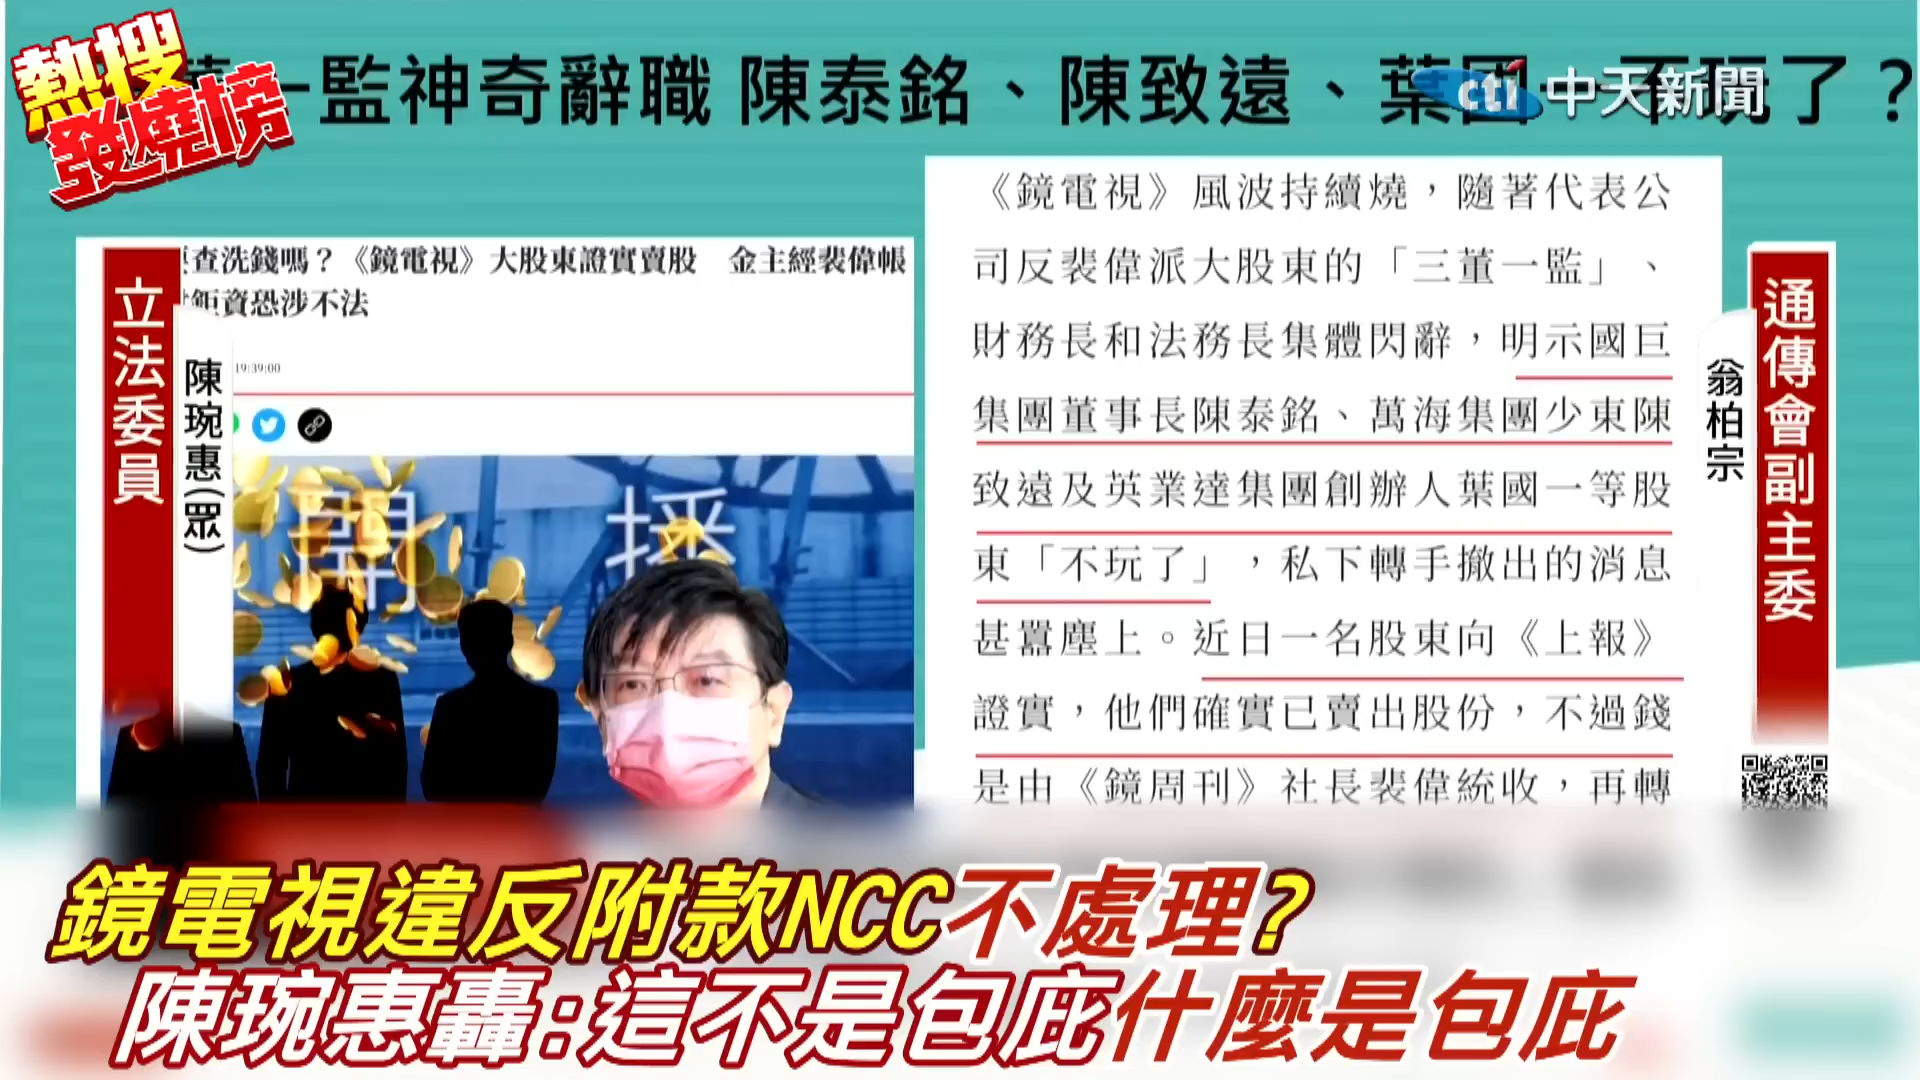 熱搜
發燒榜
一監神奇辭職 陳泰銘、陳致遠、葉國一不玩了？
cti 中天新聞
查洗錢嗎？《鏡電視》大股東證實賣股　金主經裴偉帳
鉅資恐涉不法
19:39:00
開播
立法委員
陳琬惠(眾)
《鏡電視》風波持續燒，隨著代表公
司反裴偉派大股東的「三董一監」、
財務長和法務長集體閃辭，明示國巨
集團董事長陳泰銘、萬海集團少東陳
致遠及英業達集團創辦人葉國一等股
東「不玩了」，私下轉手撤出的消息
甚囂塵上。近日一名股東向《上報》
證實，他們確實已賣出股份，不過錢
是由《鏡周刊》社長裴偉統收，再轉
通傳會副主委
翁柏宗
鏡電視違反附款NCC不處理?
陳琬惠轟:這不是包庇什麼是包庇